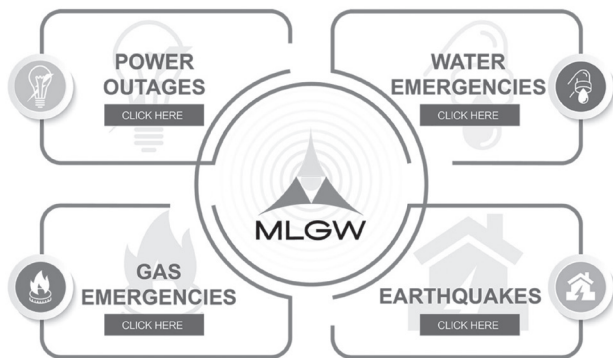 POWER
OUTAGES
CLICK HERE
WATER
EMERGENCIES
CLICK HERE
MLGW
GAS
EMERGENCIES
CLICK HERE
EARTHQUAKES
CLICK HERE